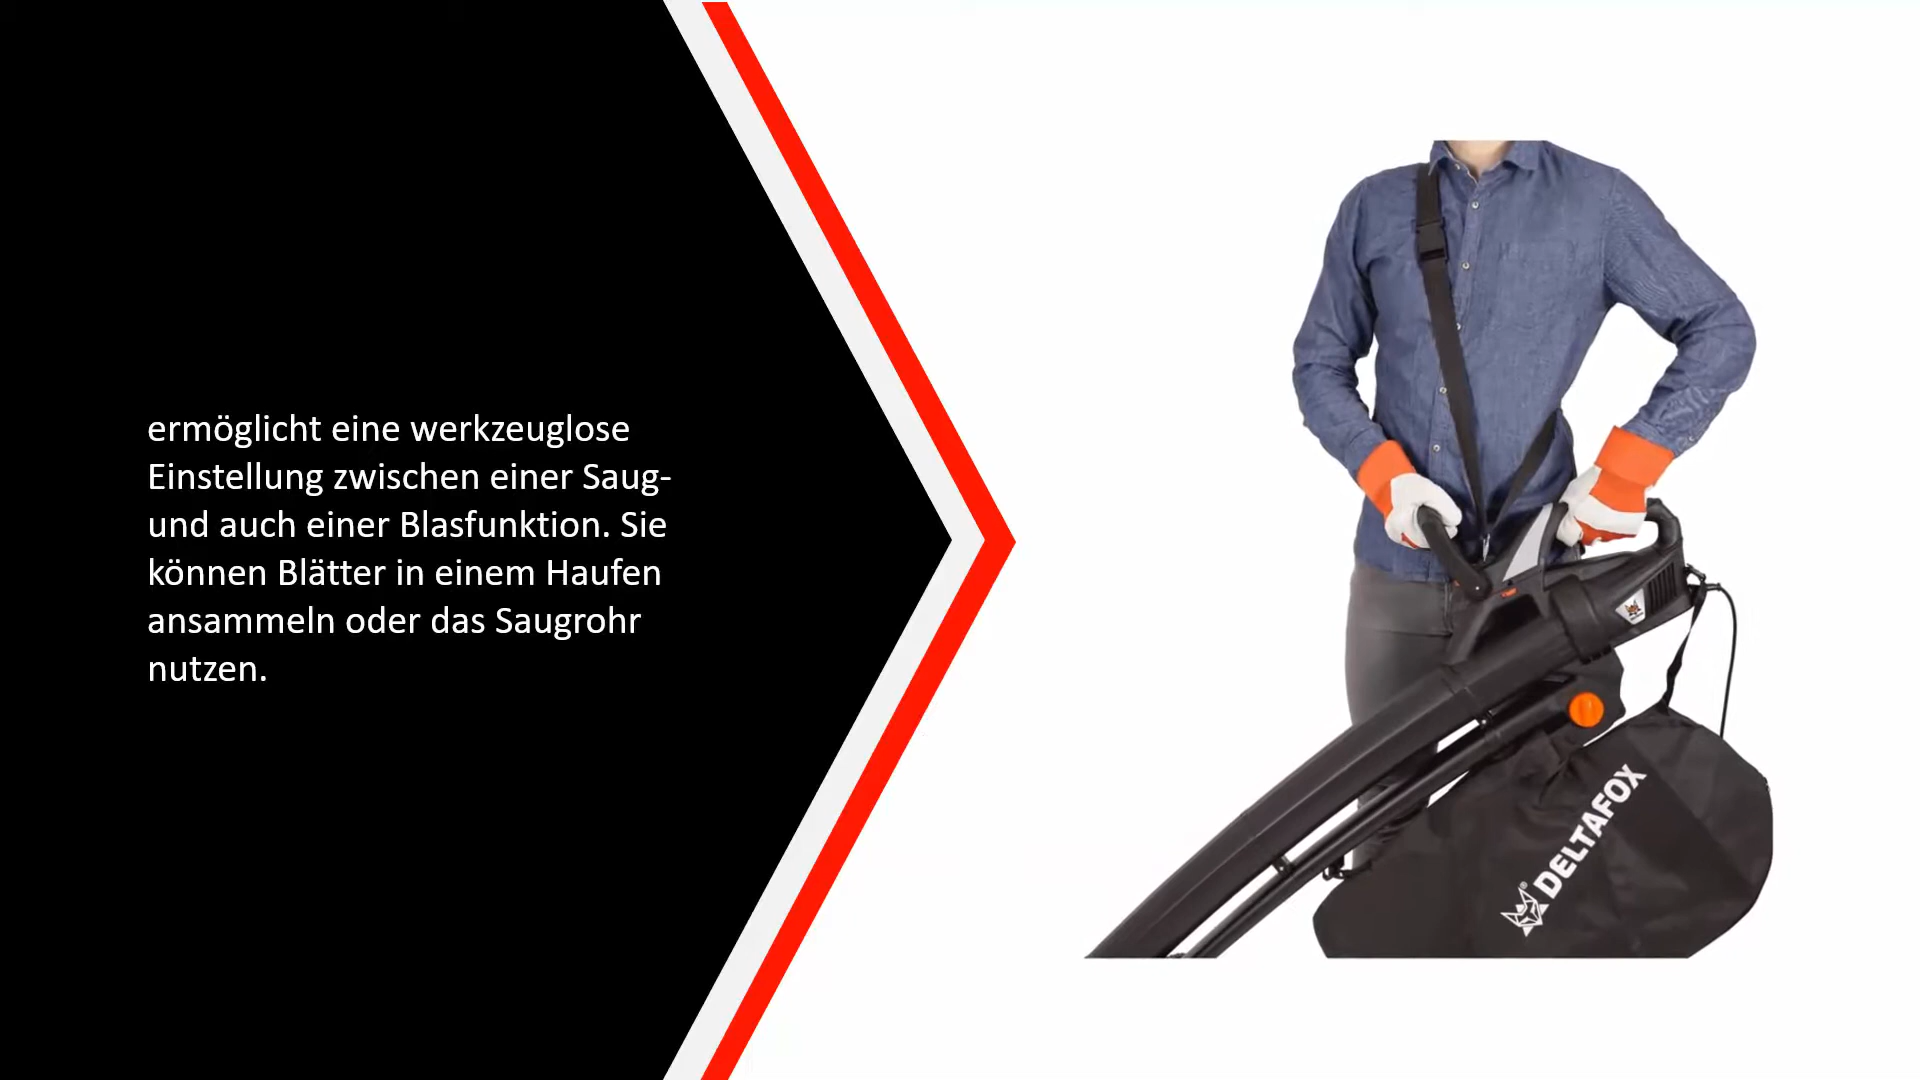 ermöglicht eine werkzeuglose
Einstellung zwischen einer Saug-
und auch einer Blasfunktion. Sie
können Blätter in einem Haufen
ansammeln oder das Saugrohr
nutzen.
DELTAFOX